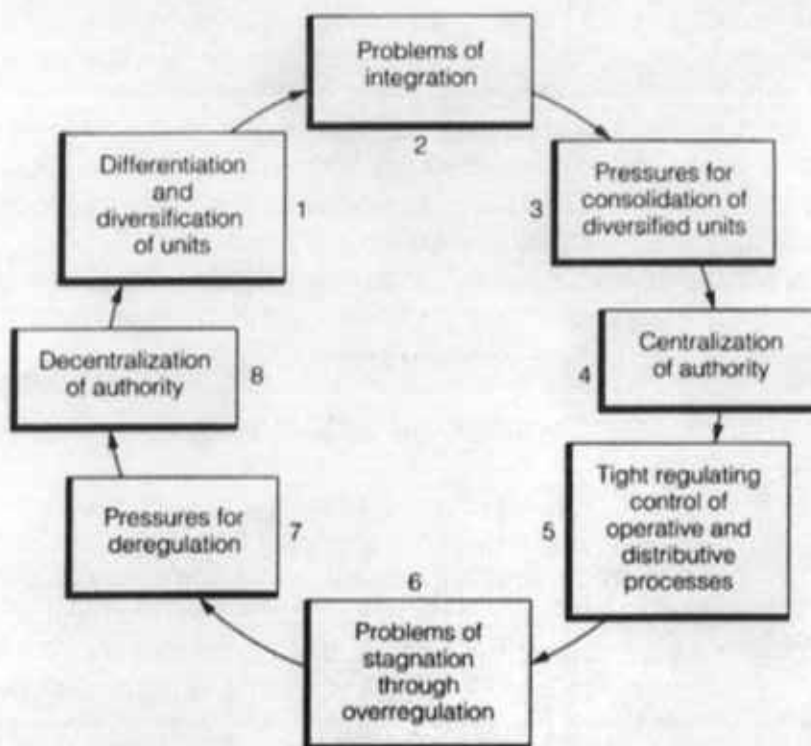 Problems of
integration
2
Differentiation
and
diversification
of units
1
3
Pressures for
consolidation of
diversified units
Decentralization
of authority
8
4
Centralization
of authority
Pressures for
deregulation
7
5
Tight regulating
control of
operative and
distributive
processes
6
Problems of
stagnation
through
overregulation